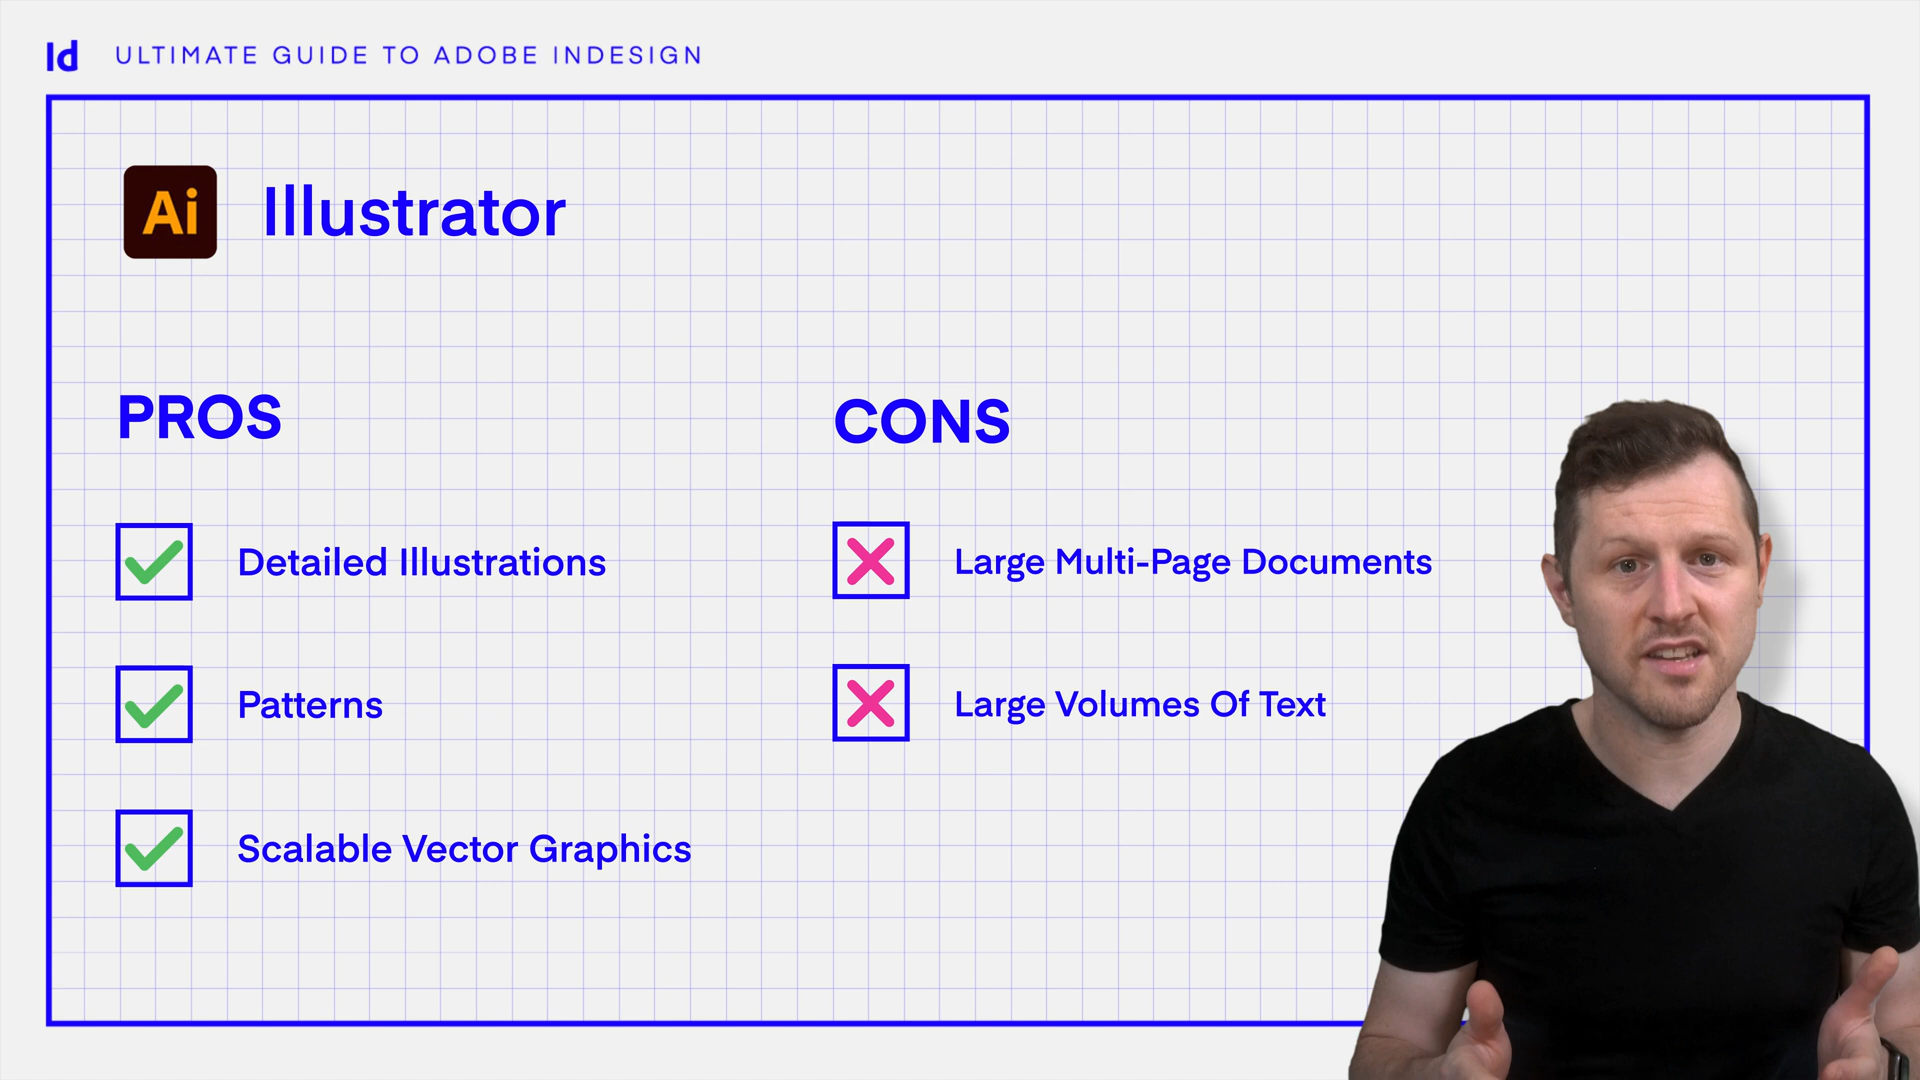 Id ULTIMATE GUIDE TO ADOBE INDESIGN
Ai Illustrator
PROS
Detailed Illustrations
Patterns
Scalable Vector Graphics
CONS
Large Multi-Page Documents
Large Volumes Of Text